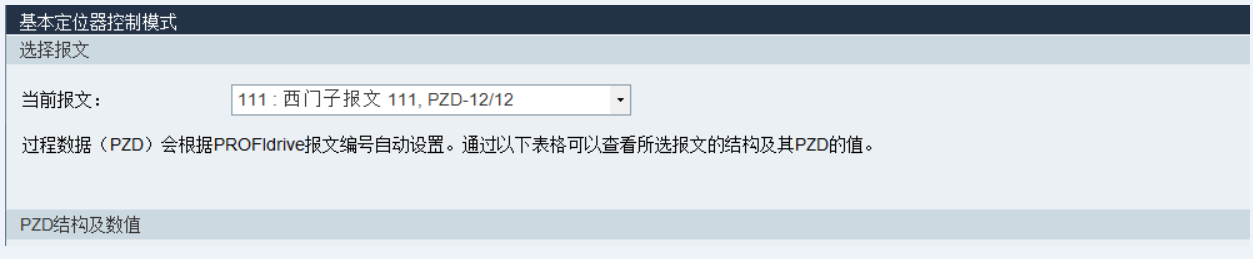 基本定位器控制模式
选择报文
当前报文： 111 : 西门子报文 111, PZD-12/12
过程数据（PZD）会根据PROFIdrive报文编号自动设置。通过以下表格可以查看所选报文的结构及其PZD的值。
PZD结构及数值